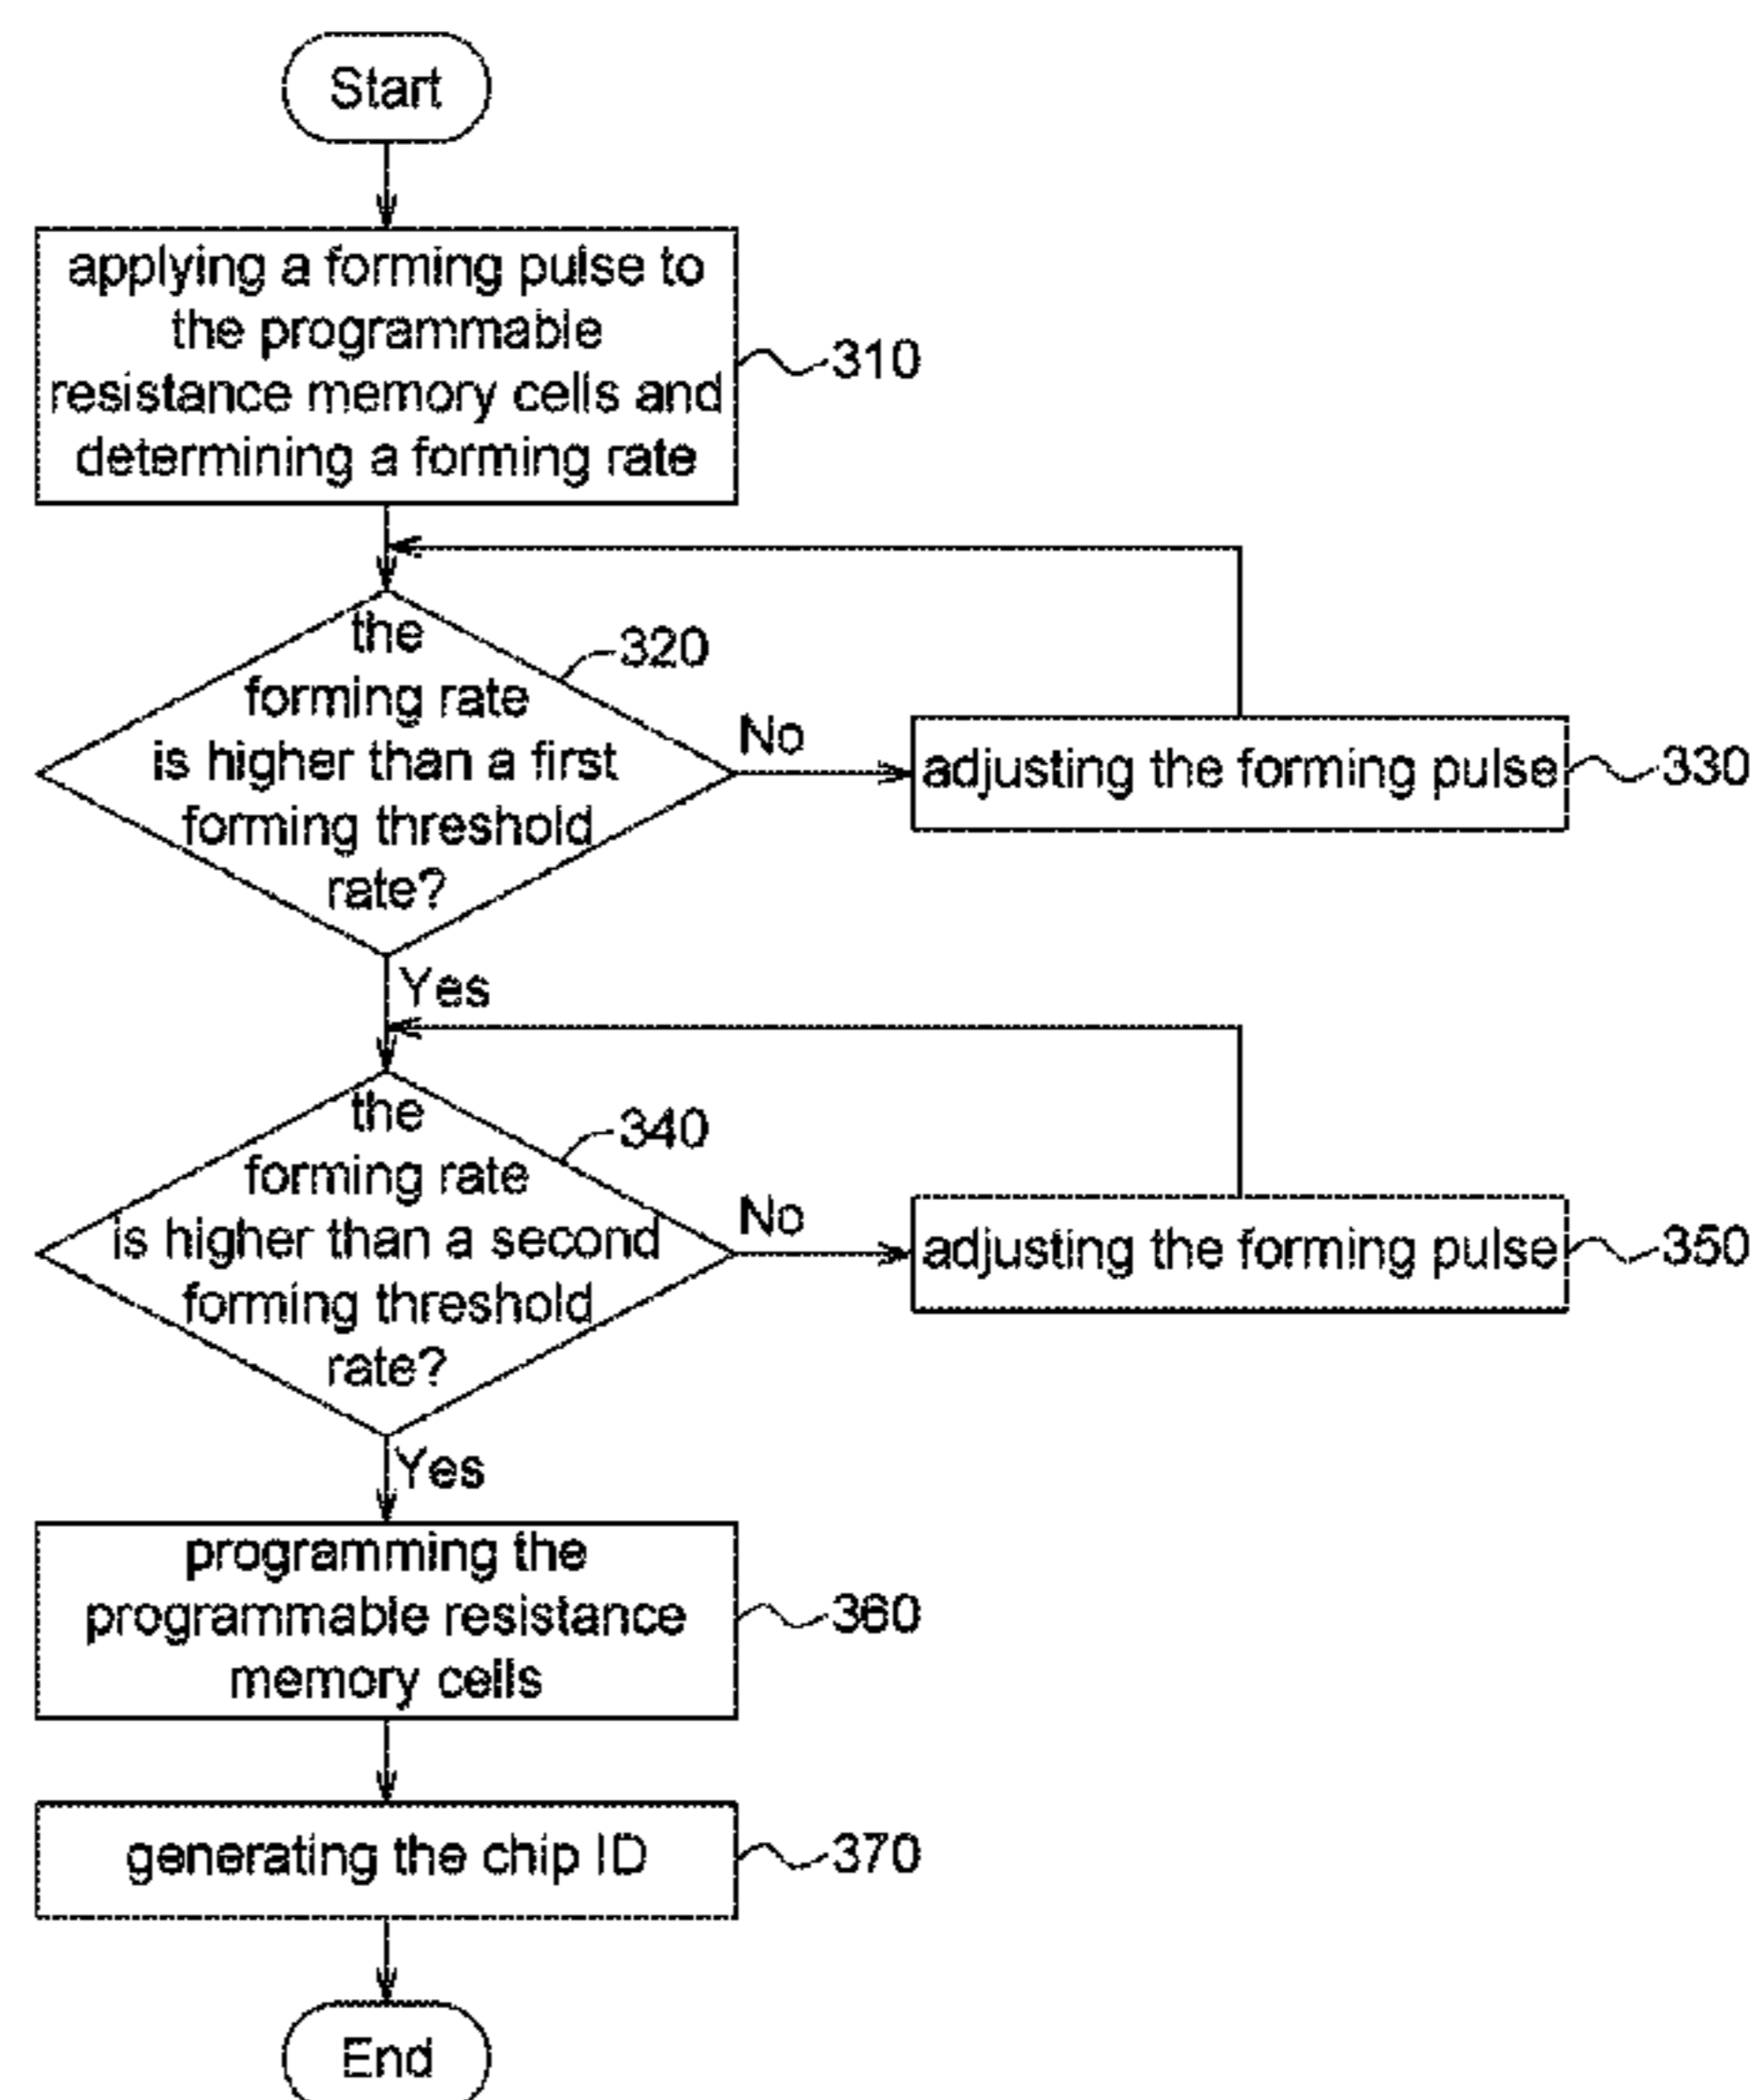 Start
applying a forming pulse to
the programmable
resistance memory cells and
determining a forming rate
310
the
forming rate
is higher than a first
forming threshold
rate?
320
No
adjusting the forming pulse
330
Yes
the
forming rate
is higher than a second
forming threshold
rate?
340
No
adjusting the forming pulse
350
Yes
programming the
programmable resistance
memory cells
360
generating the chip ID
370
End